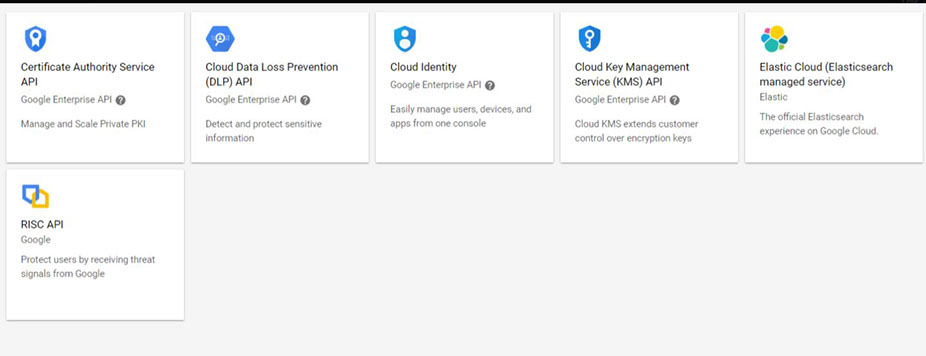 Certificate Authority Service
API
Google Enterprise API
Manage and Scale Private PKI
Cloud Data Loss Prevention
(DLP) API
Google Enterprise API
Detect and protect sensitive
information
Cloud Identity
Google Enterprise API
Easily manage users, devices, and
apps from one console
Cloud Key Management
Service (KMS) API
Google Enterprise API
Cloud KMS extends customer
control over encryption keys
Elastic Cloud (Elasticsearch
managed service)
Elastic
The official Elasticsearch
experience on Google Cloud.
RISC API
Google
Protect users by receiving threat
signals from Google